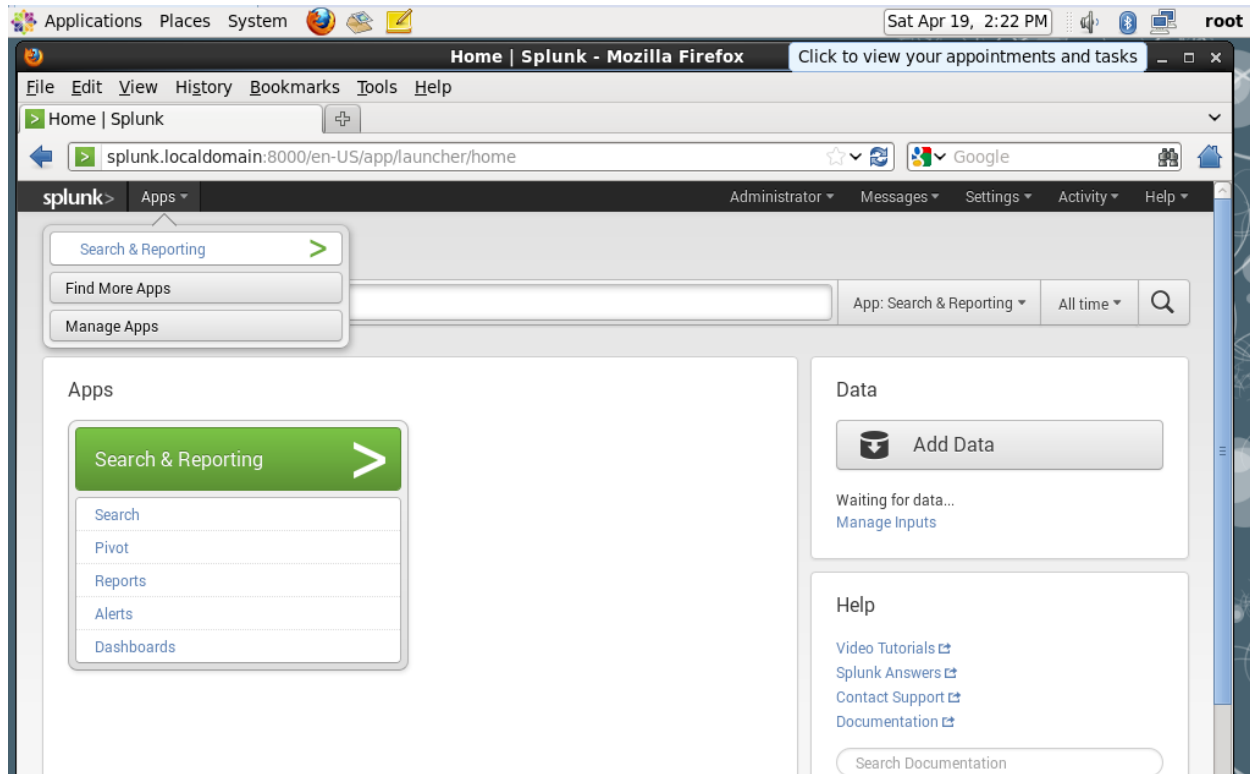 Applications Places System Sat Apr 19, 2:22 PM root
Home | Splunk - Mozilla Firefox Click to view your appointments and tasks
File Edit View History Bookmarks Tools Help
Home | Splunk
splunk.localdomain:8000/en-US/app/launcher/home Google
splunk> Apps Administrator Messages Settings Activity Help
Search & Reporting >
Find More Apps
App: Search & Reporting All time
Manage Apps
Apps
Search & Reporting >
Search
Pivot
Reports
Alerts
Dashboards
Data
Add Data
Waiting for data...
Manage Inputs
Help
Video Tutorials
Splunk Answers
Contact Support
Documentation
Search Documentation